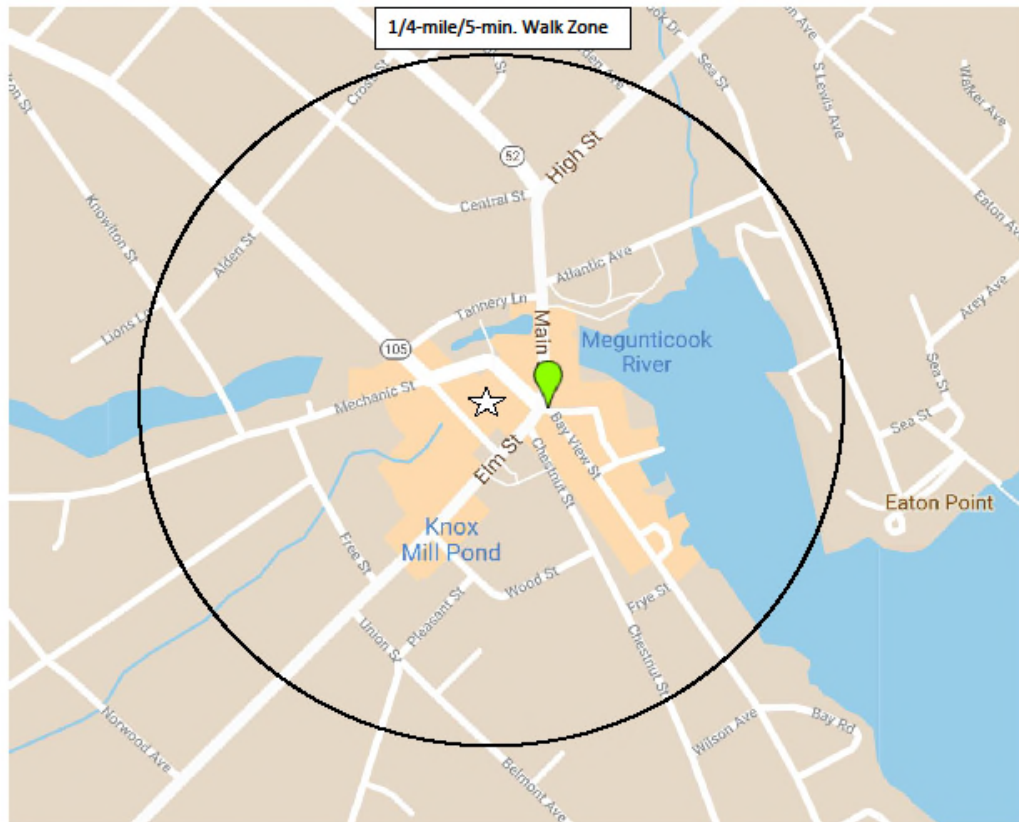 1/4-mile/5-min. Walk Zone
Sea St
S Lewis Ave
Walker Ave
Cross St
52
High St
Eaton Ave
Knowlton St
Central St
Alden St
Atlantic Ave
Arey Ave
Tannery Ln
Lions Ln
Main
Megunticook
River
105
Mechanic St
Sea St
Bay View St
Sea St
Elm St
Chestnut St
Eaton Point
Knox
Mill Pond
Free St
Wood St
Pleasant St
Frye St
Union St
Chestnut St
Norwood Ave
Wilson Ave
Bay Rd
Belmont Ave